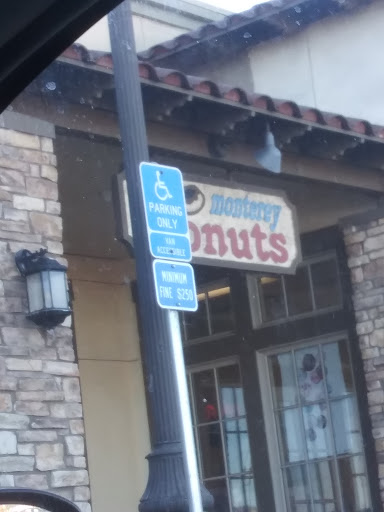 PARKING
ONLY
VAN
ACCESSIBLE
MINIMUM
FINE $250
monterey
onuts